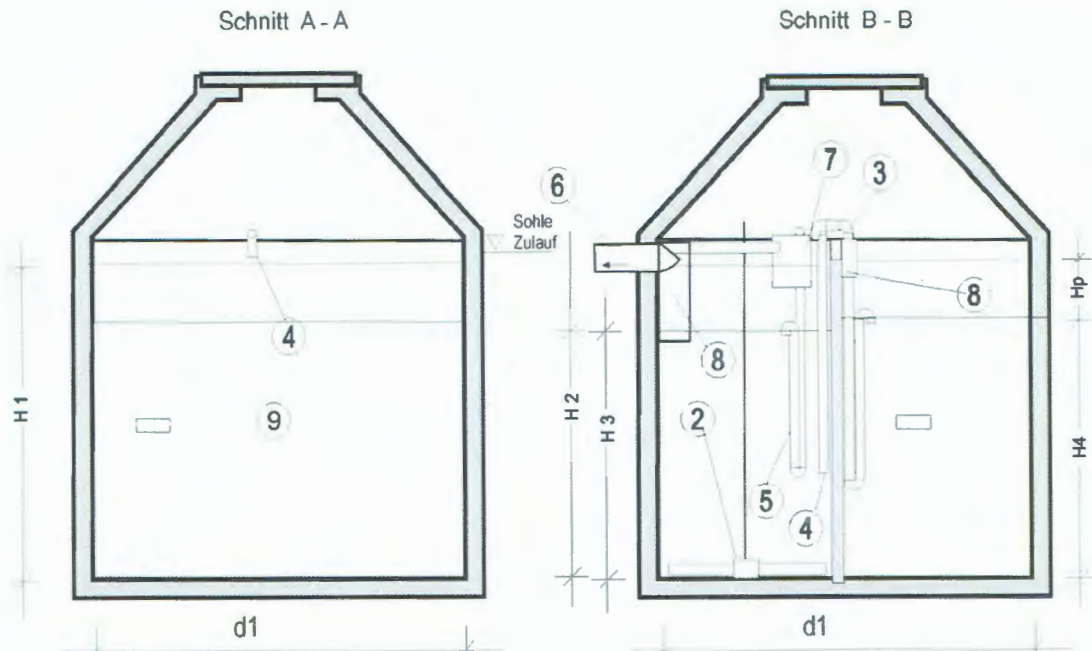 Schnitt A - A
Schnitt B - B
7
3
6
Sohle
Zulauf
4
8
Hp
8
H 1
9
H 2
H 3
2
H4
5
4
d1
d1